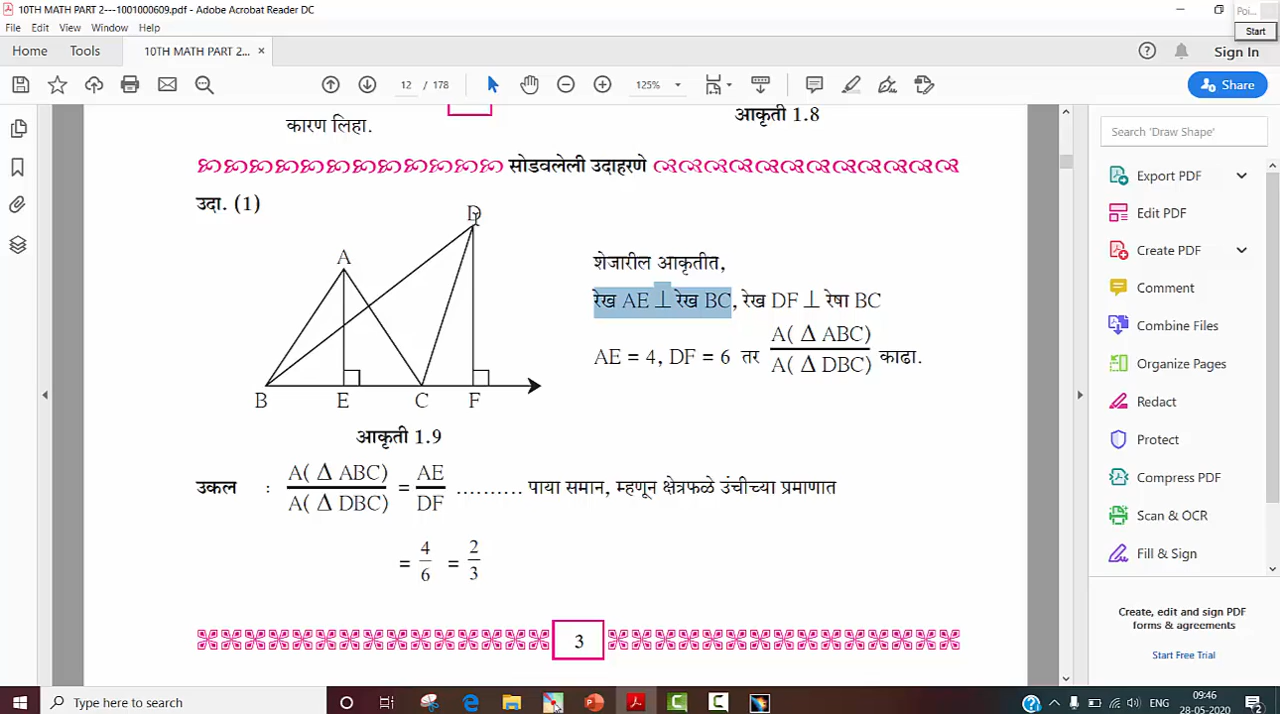 10TH MATH PART 2---1001000609.pdf - Adobe Acrobat Reader DC
Poi...
File Edit View Window Help
Start
Home Tools 10TH MATH PART 2... × Sign In
12 / 178 125% Share
कारण लिहा.
आकृती 1.8
सोडवलेली उदाहरणे
उदा. (1)
D
A
B E C F
आकृती 1.9
शेजारील आकृतीत,
रेख AE ⊥ रेख BC, रेख DF ⊥ रेषा BC
AE = 4, DF = 6 तर A( Δ ABC) / A( Δ DBC) काढा.
उकल : A( Δ ABC) / A( Δ DBC) = AE / DF .......... पाया समान, म्हणून क्षेत्रफळे उंचीच्या प्रमाणात
= 4/6 = 2/3
3
Search 'Draw Shape'
Export PDF
Edit PDF
Create PDF
Comment
Combine Files
Organize Pages
Redact
Protect
Compress PDF
Scan & OCR
Fill & Sign
Create, edit and sign PDF
forms & agreements
Start Free Trial
Type here to search
ENG
09:46
28-05-2020
2